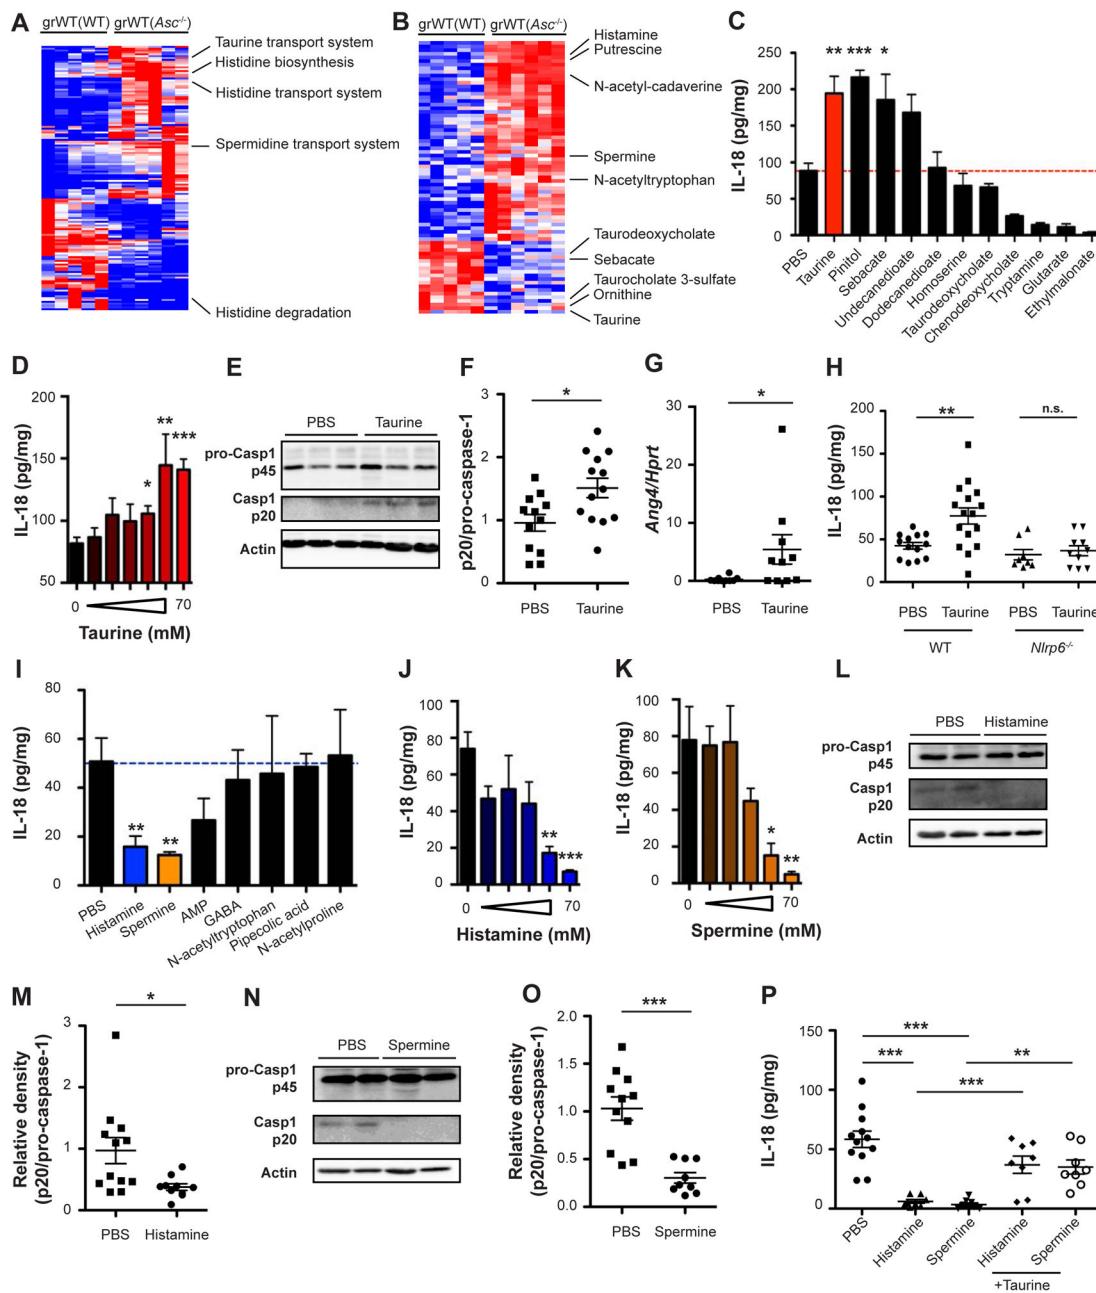 A
grWT(WT) grWT(Asc-/-)
Taurine transport system
Histidine biosynthesis
Histidine transport system
Spermidine transport system
Histidine degradation
B
grWT(WT) grWT(Asc-/-)
Histamine
Putrescine
N-acetyl-cadaverine
Spermine
N-acetyltryptophan
Taurodeoxycholate
Sebacate
Taurocholate 3-sulfate
Ornithine
Taurine
C
IL-18 (pg/mg)
250
200
150
100
50
0
** *** *
PBS
Taurine
Pinitol
Sebacate
Undecanedioate
Dodecanedioate
Homoserine
Taurodeoxycholate
Chenodeoxycholate
Tryptamine
Glutarate
Ethylmalonate
D
IL-18 (pg/mg)
200
150
100
50
* ** ***
0 70
Taurine (mM)
E
PBS Taurine
pro-Casp1
p45
Casp1
p20
Actin
F
p20/pro-caspase-1
3
2
1
0
*
PBS Taurine
G
Ang4/Hprt
30
20
10
5
0
*
PBS Taurine
H
IL-18 (pg/mg)
200
150
100
50
0
** n.s.
PBS Taurine PBS Taurine
WT Nlrp6-/-
I
IL-18 (pg/mg)
80
60
40
20
0
** **
PBS
Histamine
Spermine
AMP
GABA
N-acetyltryptophan
Pipecolic acid
N-acetylproline
J
IL-18 (pg/mg)
100
80
60
40
20
0
** ***
0 70
Histamine (mM)
K
IL-18 (pg/mg)
100
80
60
40
20
0
* **
0 70
Spermine (mM)
L
PBS Histamine
pro-Casp1
p45
Casp1
p20
Actin
M
Relative density
(p20/pro-caspase-1)
3
2
1
0
*
PBS Histamine
N
PBS Spermine
pro-Casp1
p45
Casp1
p20
Actin
O
Relative density
(p20/pro-caspase-1)
2.0
1.5
1.0
0.5
0.0
***
PBS Spermine
P
IL-18 (pg/mg)
150
100
50
0
***
*** **
***
PBS
Histamine
Spermine
Histamine
Spermine
+Taurine